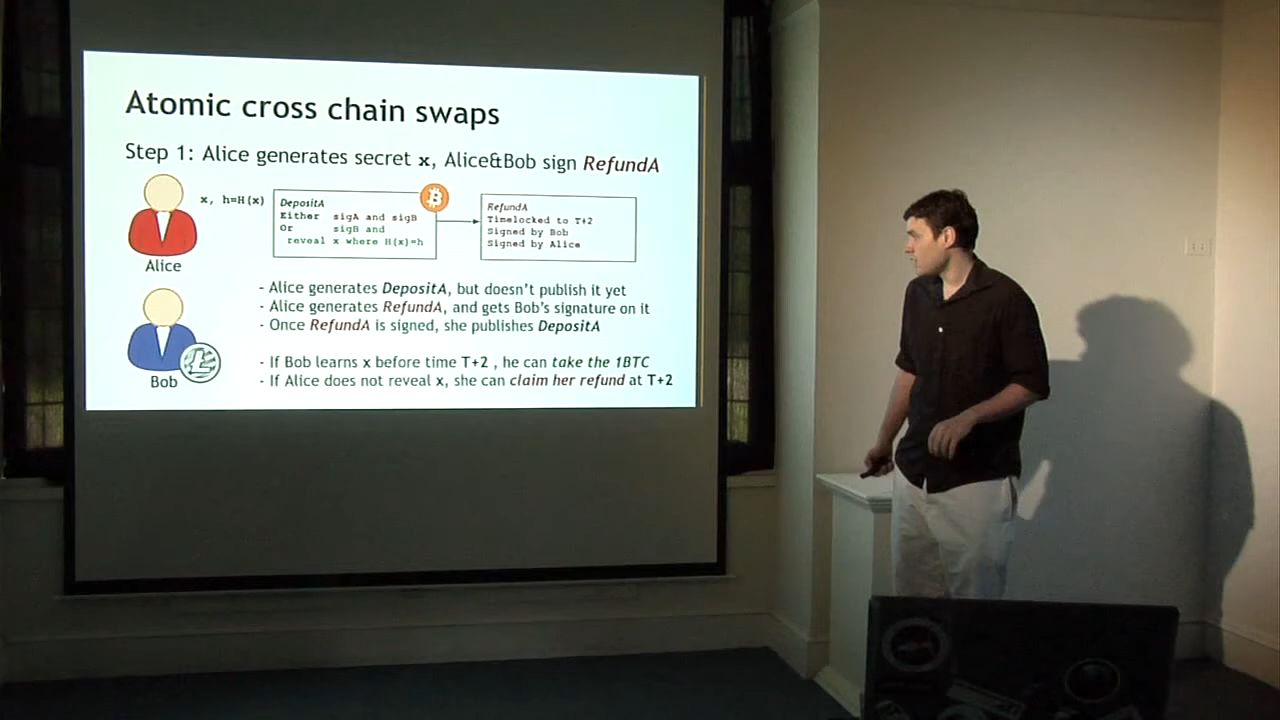 Atomic cross chain swaps
Step 1: Alice generates secret x, Alice&Bob sign RefundA
x, h=H(x)
DepositA
Either sigA and sigB
Or sigB and
reveal x where H(x)=h
RefundA
Timelocked to T+2
Signed by Bob
Signed by Alice
Alice
- Alice generates DepositA, but doesn't publish it yet
- Alice generates RefundA, and gets Bob's signature on it
- Once RefundA is signed, she publishes DepositA
- If Bob learns x before time T+2 , he can take the 1BTC
- If Alice does not reveal x, she can claim her refund at T+2
Bob